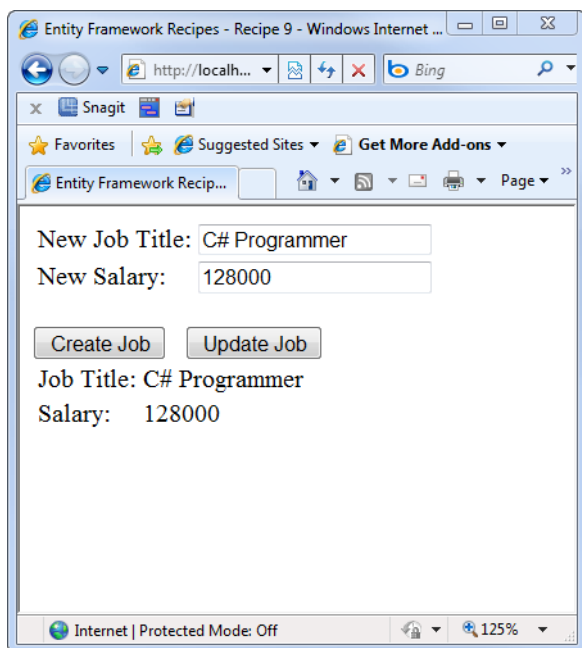 Entity Framework Recipes - Recipe 9 - Windows Internet ...
http://localh... Bing
x Snagit
Favorites Suggested Sites Get More Add-ons
Entity Framework Recip... Page »
New Job Title: C# Programmer
New Salary: 128000
Create Job Update Job
Job Title: C# Programmer
Salary: 128000
Internet | Protected Mode: Off 125%